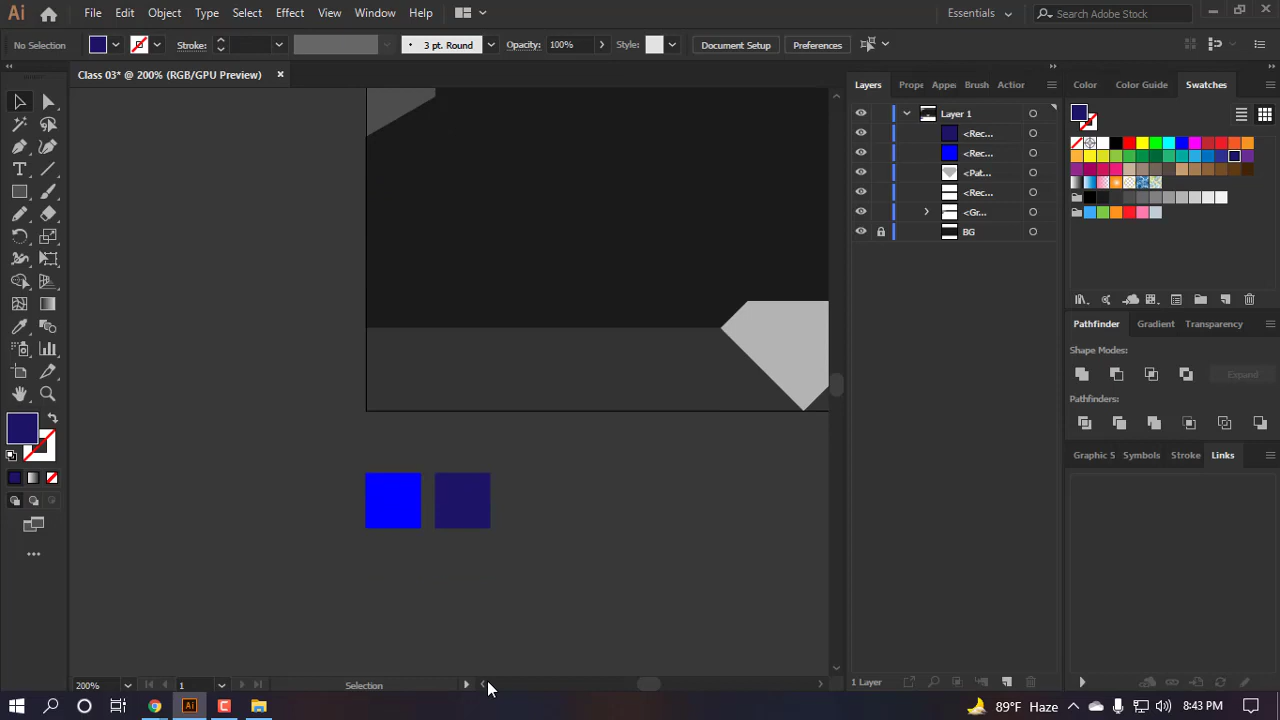 Ai File Edit Object Type Select Effect View Window Help Essentials Search Adobe Stock
No Selection Stroke: 3 pt. Round Opacity: 100% Style: Document Setup Preferences
Class 03* @ 200% (RGB/GPU Preview) Layers Prope Appea Brush Action Color Color Guide Swatches
Layer 1
<Rec...
<Rec...
<Pat...
<Rec...
<Gr...
BG
Pathfinder Gradient Transparency
Shape Modes:
Expand
Pathfinders:
Graphic S Symbols Stroke Links
200% 1 Selection 1 Layer
Ai 89°F Haze 8:43 PM